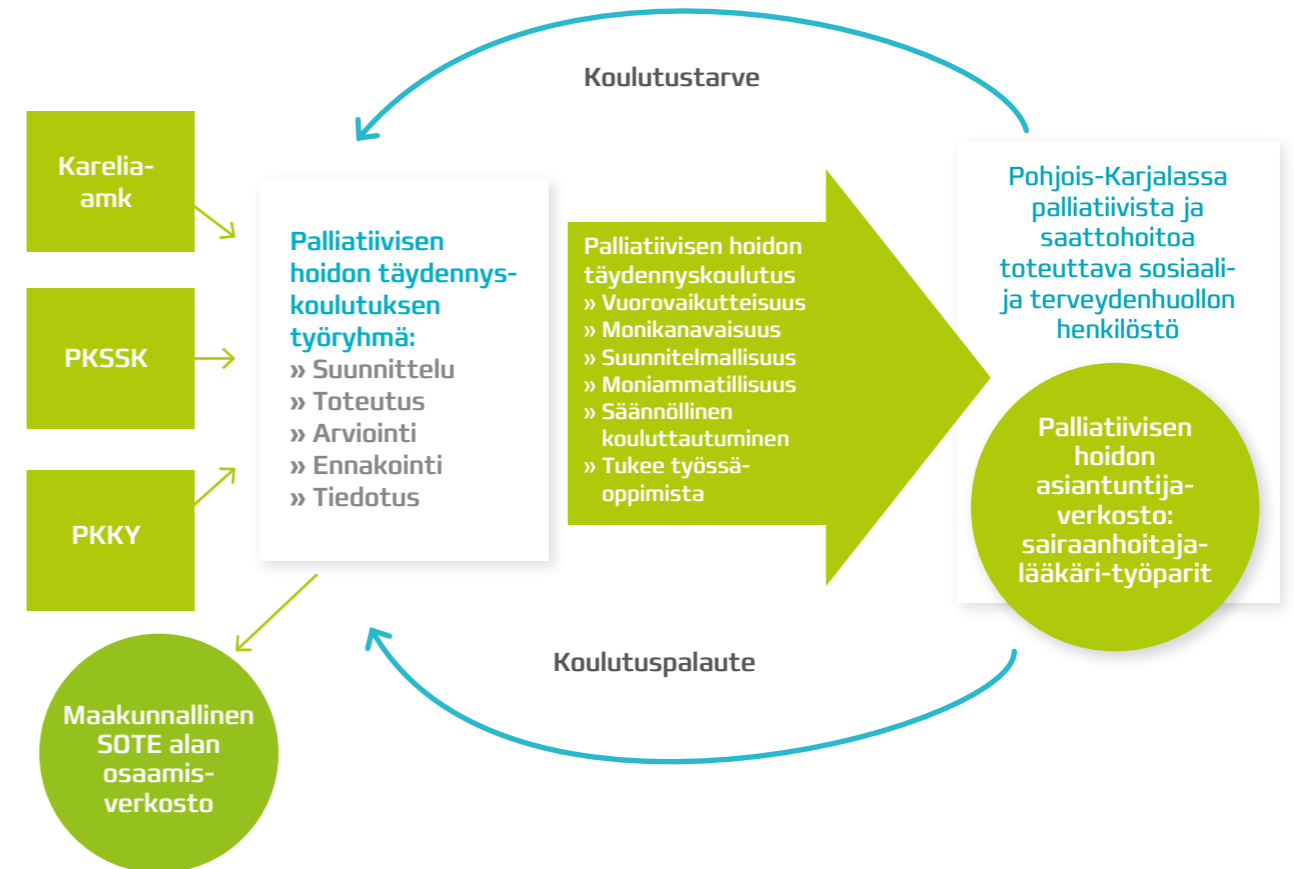 Koulutustarve
Karelia-
amk
PKSSK
PKKY
Palliatiivisen
hoidon täydennys-
koulutuksen
työryhmä:
» Suunnittelu
» Toteutus
» Arviointi
» Ennakointi
» Tiedotus
Palliatiivisen hoidon
täydennyskoulutus
» Vuorovaikutteisuus
» Monikanavaisuus
» Suunnitelmallisuus
» Moniammatillisuus
» Säännöllinen
kouluttautuminen
» Tukee työssä-
oppimista
Pohjois-Karjalassa
palliatiivista ja
saattohoitoa
toteuttava sosiaali-
ja terveydenhuollon
henkilöstö
Palliatiivisen
hoidon
asiantuntija-
verkosto:
sairaanhoitaja-
lääkäri-työparit
Koulutuspalaute
Maakunnallinen
SOTE alan
osaamis-
verkosto